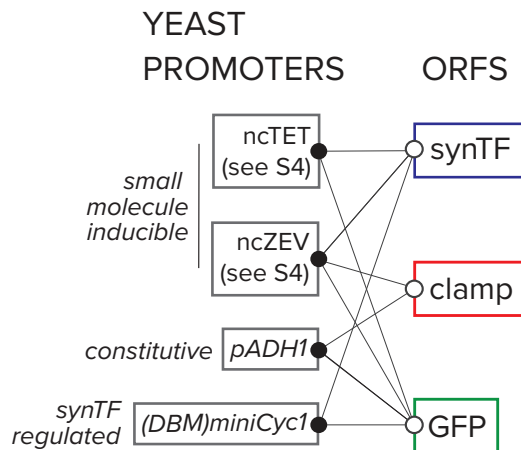 YEAST
PROMOTERS
ORFS
ncTET
(see S4)
synTF
small
molecule
inducible
ncZEV
(see S4)
clamp
constitutive
pADH1
synTF
regulated
(DBM)miniCyc1
GFP